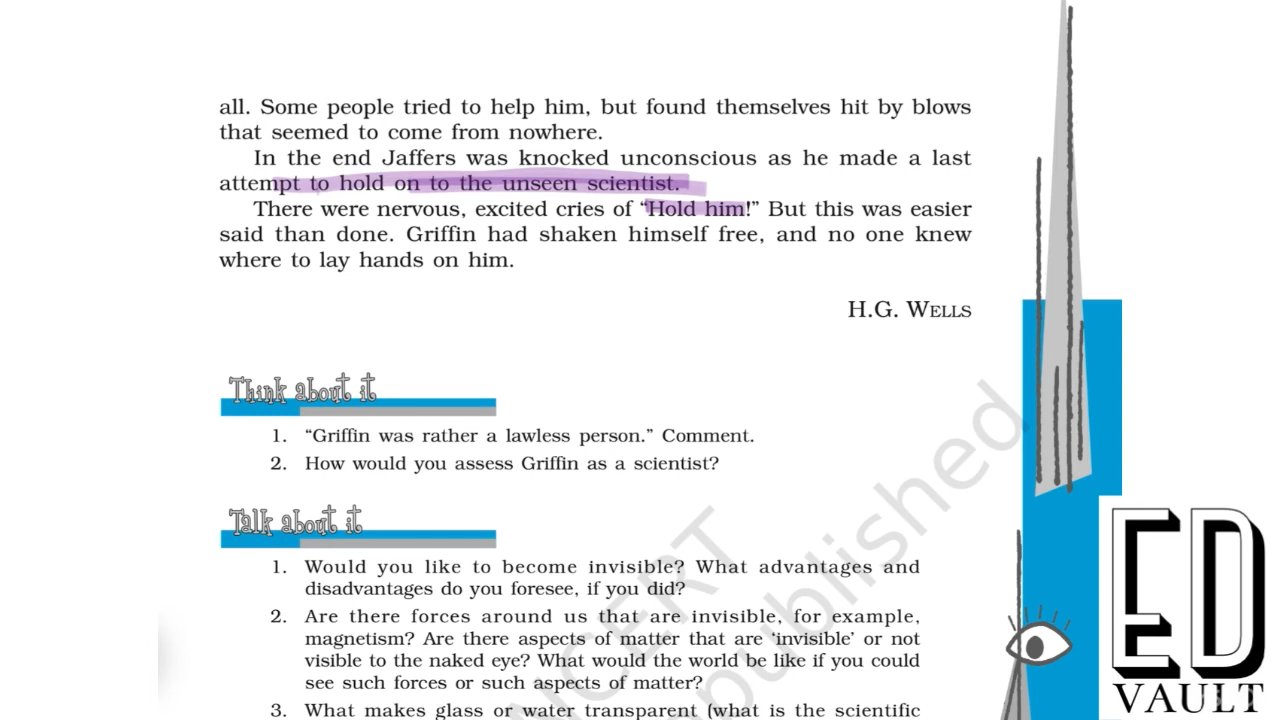 all. Some people tried to help him, but found themselves hit by blows
that seemed to come from nowhere.
In the end Jaffers was knocked unconscious as he made a last
attempt to hold on to the unseen scientist.
There were nervous, excited cries of “Hold him!” But this was easier
said than done. Griffin had shaken himself free, and no one knew
where to lay hands on him.
H.G. WELLS
Think about it
1. “Griffin was rather a lawless person.” Comment.
2. How would you assess Griffin as a scientist?
Talk about it
1. Would you like to become invisible? What advantages and
disadvantages do you foresee, if you did?
2. Are there forces around us that are invisible, for example,
magnetism? Are there aspects of matter that are ‘invisible’ or not
visible to the naked eye? What would the world be like if you could
see such forces or such aspects of matter?
3. What makes glass or water transparent (what is the scientific
NCERT
published
ED
VAULT